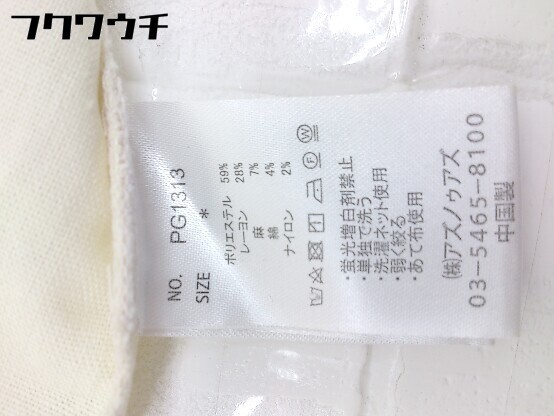 フクワウチ
NO. PG1313
SIZE *
ポリエステル 59%
レーヨン 28%
麻 7%
綿 4%
ナイロン 2%
・蛍光増白剤禁止
・単独で洗う
・洗濯ネット使用
・弱く絞る
・あて布使用
(株)アズノゥアズ
03-5465-8100
中国製